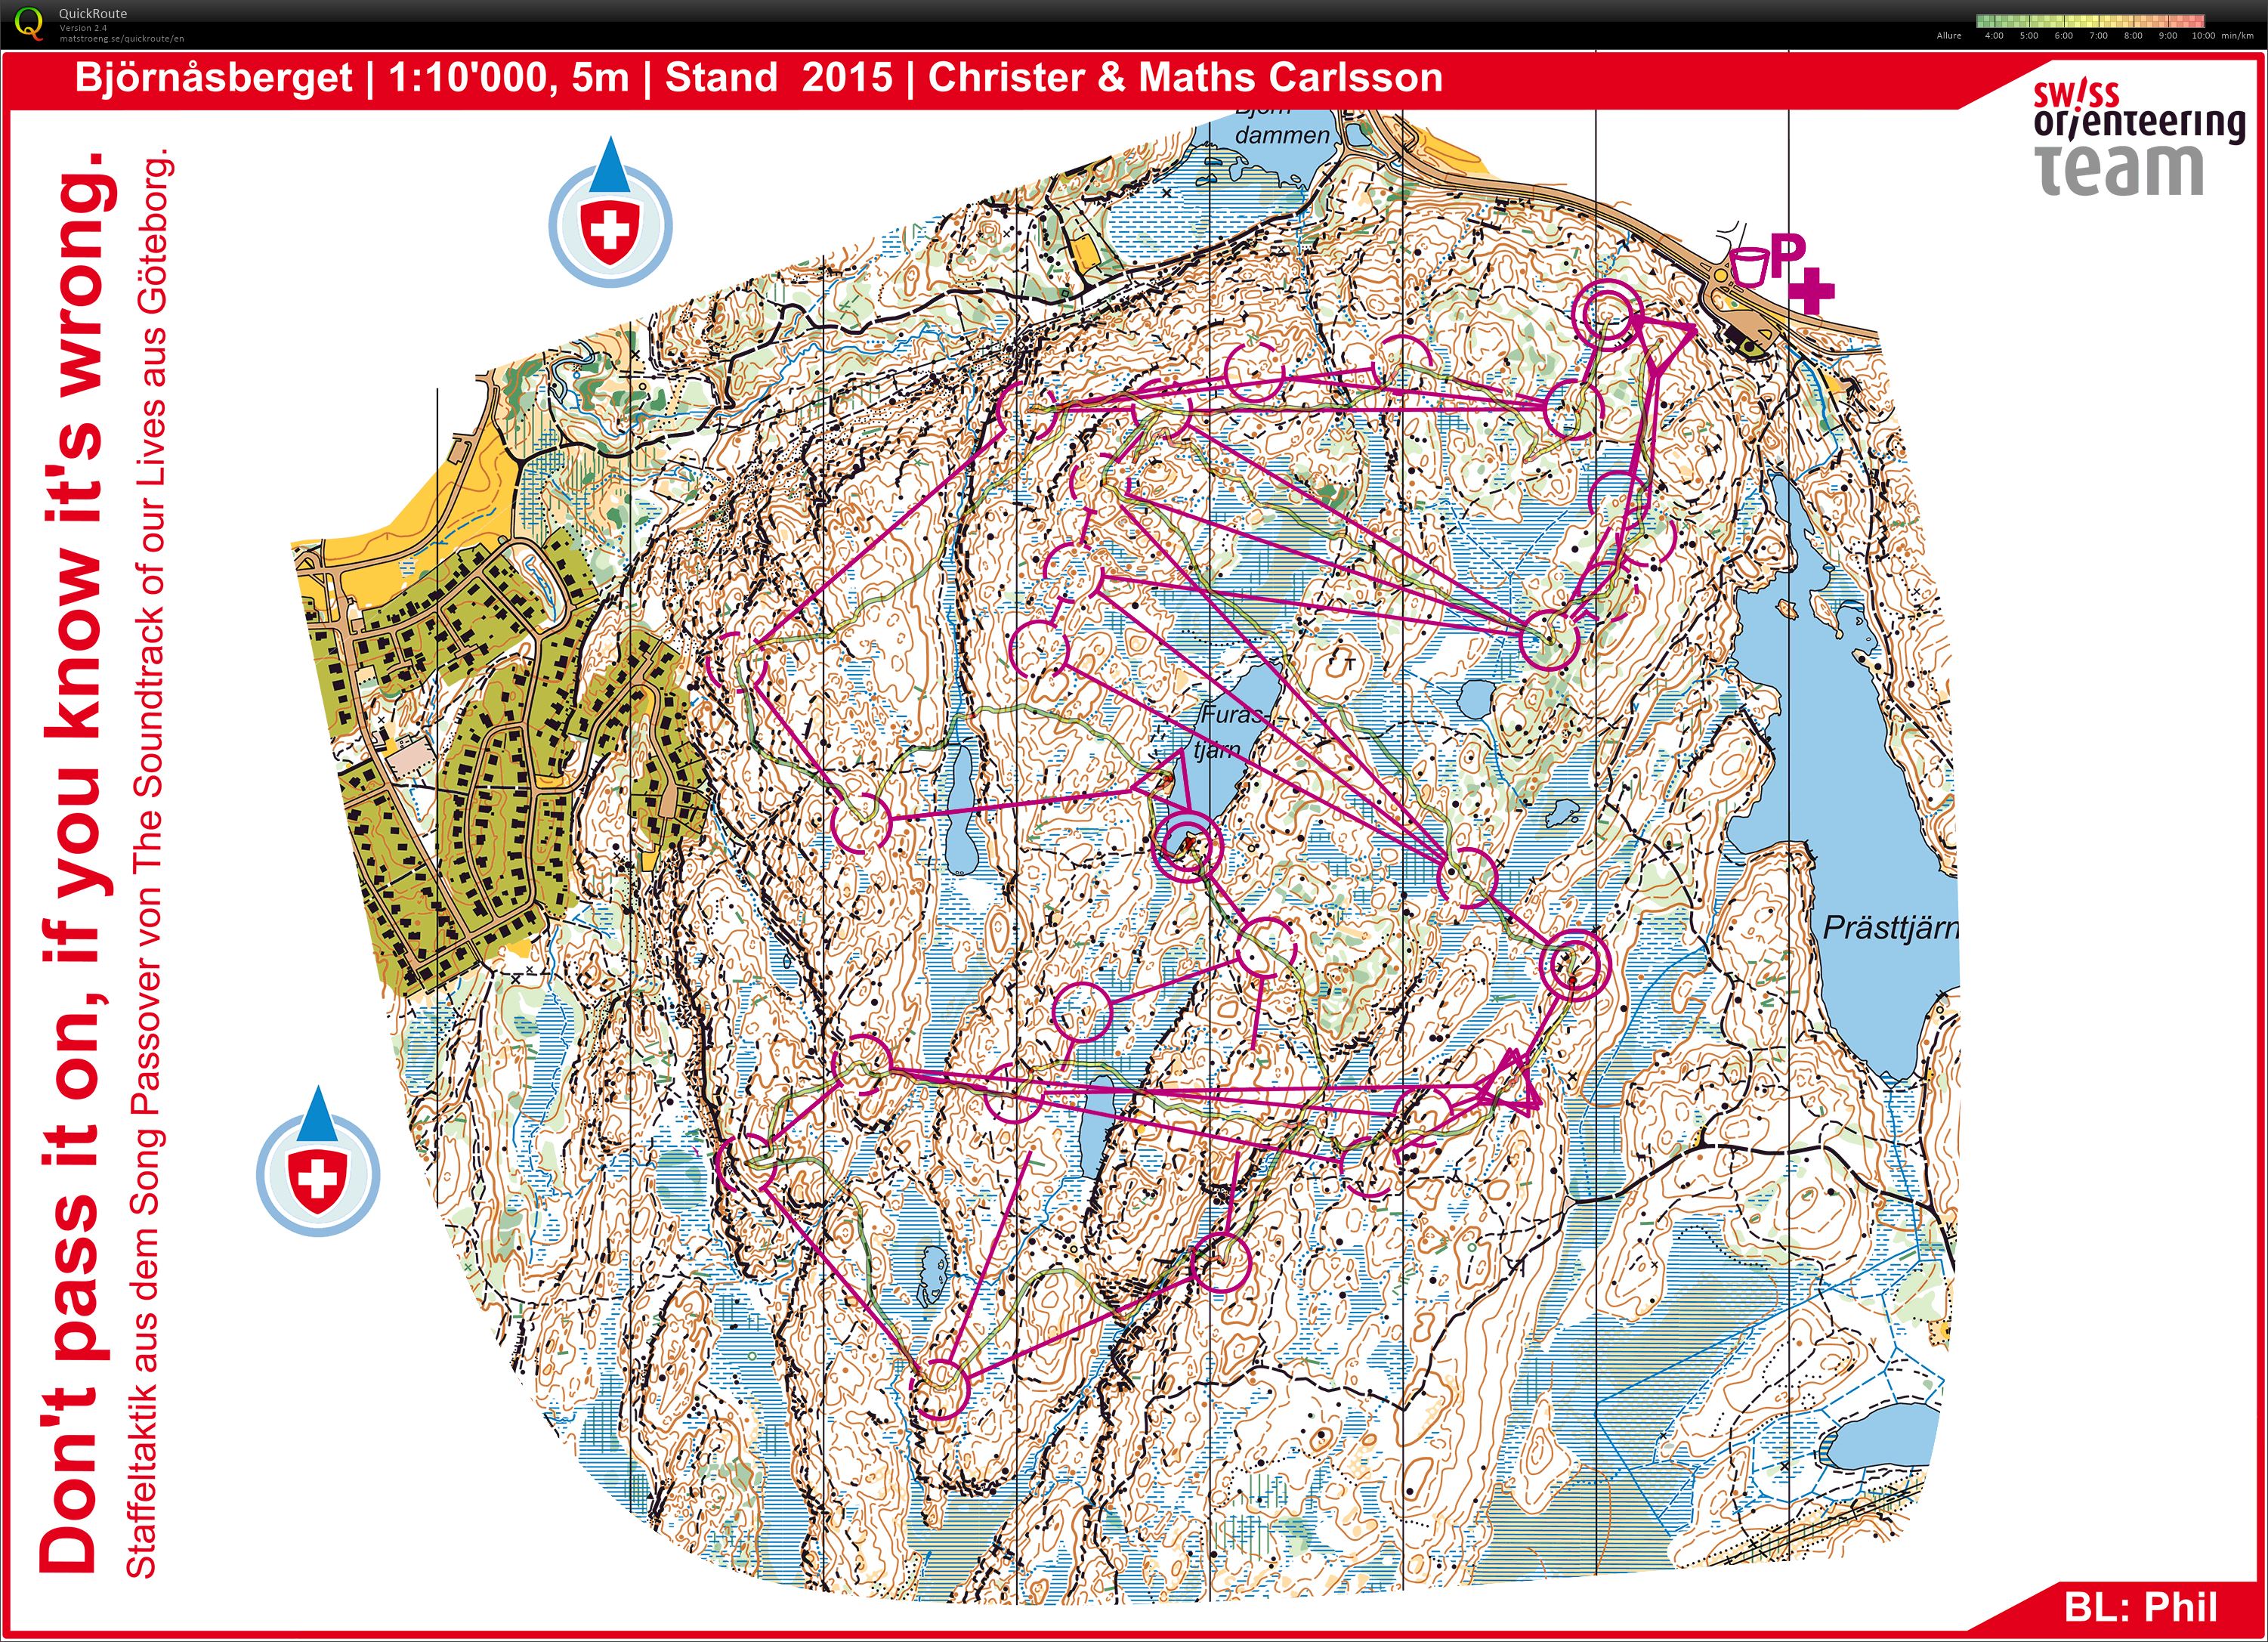 QuickRoute
Version 2.4
matstroeng.se/quickroute/en
Allure 4:00 5:00 6:00 7:00 8:00 9:00 10:00 min/km
Björnåsberget | 1:10'000, 5m | Stand 2015 | Christer & Maths Carlsson
sw!ss
orienteering
team
Don't pass it on, if you know it's wrong.
Staffeltaktik aus dem Song Passover von The Soundtrack of our Lives aus Göteborg.
Björn
dammen
P
Furas
tjärn
Prästtjärn
BL: Phil